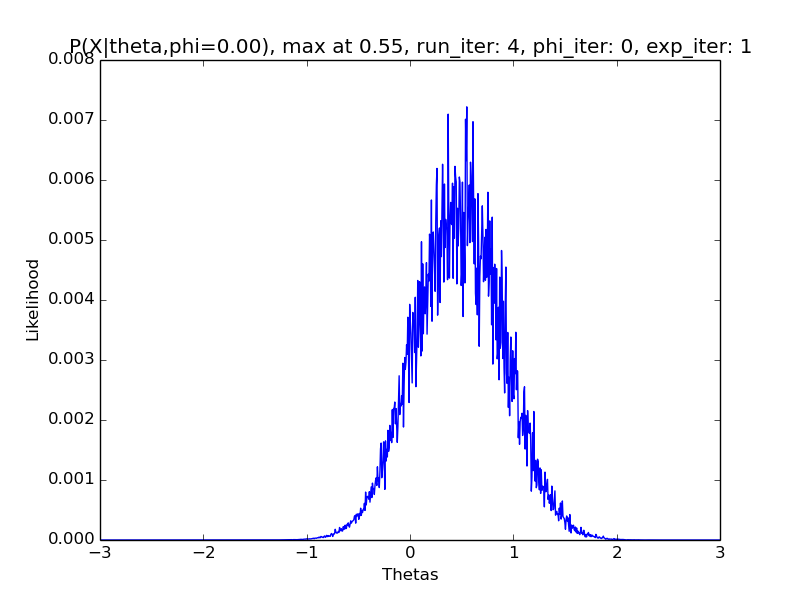 P(X|theta,phi=0.00), max at 0.55, run_iter: 4, phi_iter: 0, exp_iter: 1
0.008
0.007
0.006
0.005
0.004
0.003
0.002
0.001
0.000
Likelihood
−3 −2 −1 0 1 2 3
Thetas